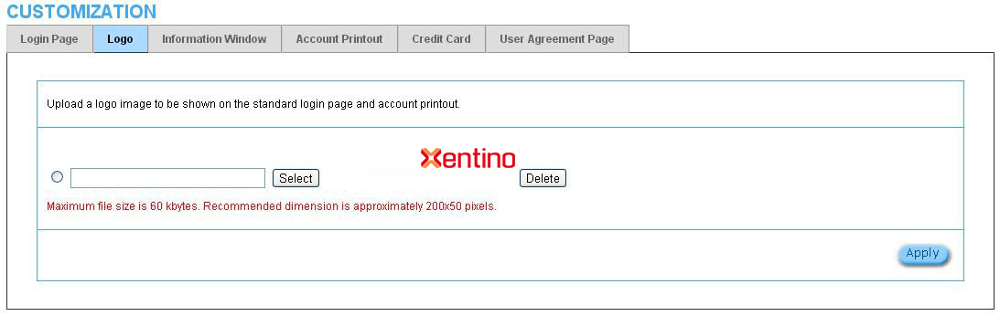 CUSTOMIZATION
Login Page Logo Information Window Account Printout Credit Card User Agreement Page
Upload a logo image to be shown on the standard login page and account printout.
Xentino
Select Delete
Maximum file size is 60 kbytes. Recommended dimension is approximately 200x50 pixels.
Apply